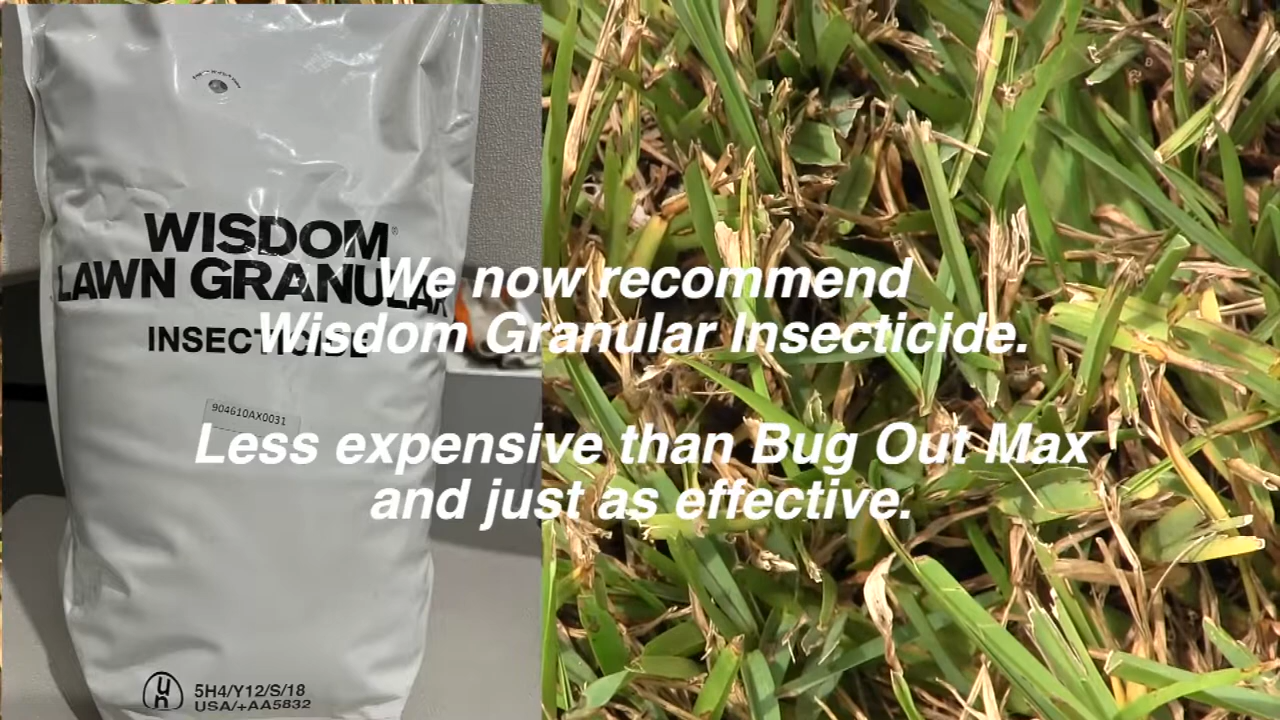 WISDOM®
LAWN GRANULAR
INSECTICIDE
904610AX0031
5H4/Y12/S/18
USA/+AA5832
We now recommend
Wisdom Granular Insecticide.
Less expensive than Bug Out Max
and just as effective.